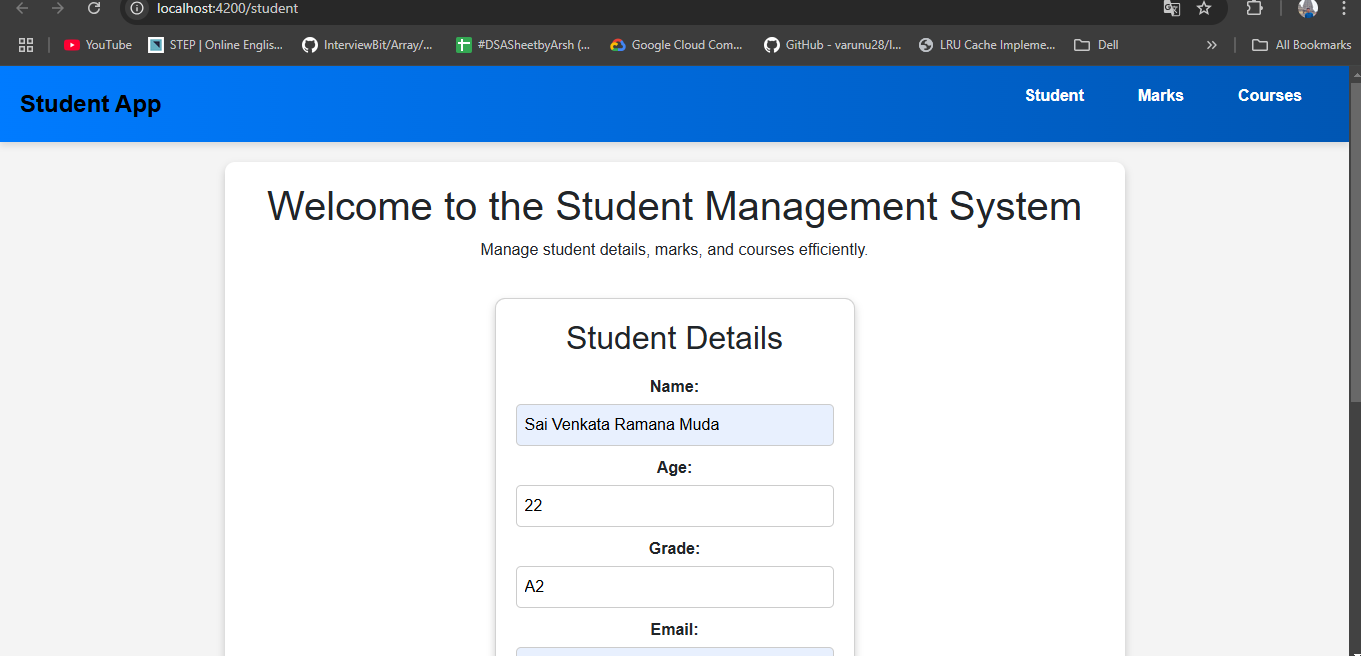 localhost:4200/student
YouTube STEP | Online Englis... InterviewBit/Array/... #DSASheetbyArsh (... Google Cloud Com... GitHub - varunu28/I... LRU Cache Impleme... Dell » All Bookmarks
Student App Student Marks Courses
Welcome to the Student Management System
Manage student details, marks, and courses efficiently.
Student Details
Name:
Sai Venkata Ramana Muda
Age:
22
Grade:
A2
Email: